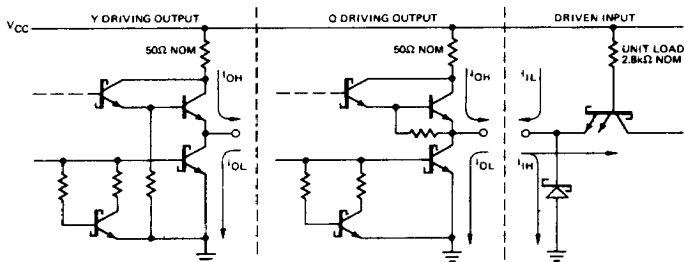 Y DRIVING OUTPUT
Q DRIVING OUTPUT
DRIVEN INPUT
VCC
50Ω NOM
50Ω NOM
UNIT LOAD
2.8kΩ NOM
IOH
IOH
IIL
IOL
IOL
IIH